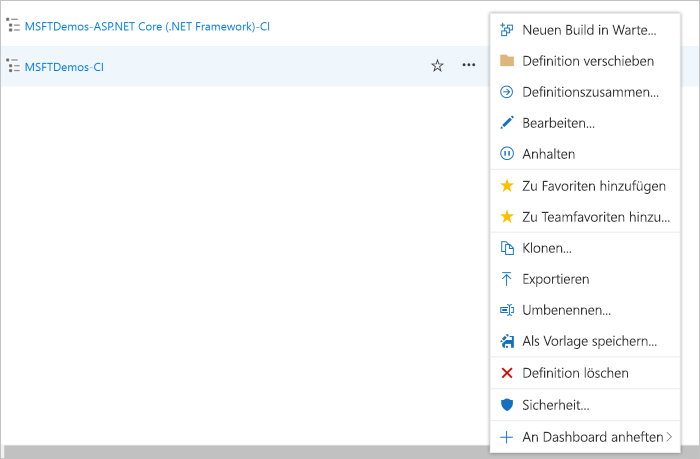 MSFTDemos-ASP.NET Core (.NET Framework)-CI
MSFTDemos-CI
Neuen Build in Warte...
Definition verschieben
Definitionszusammen...
Bearbeiten...
Anhalten
Zu Favoriten hinzufügen
Zu Teamfavoriten hinzu...
Klonen...
Exportieren
Umbenennen...
Als Vorlage speichern...
Definition löschen
Sicherheit...
An Dashboard anheften